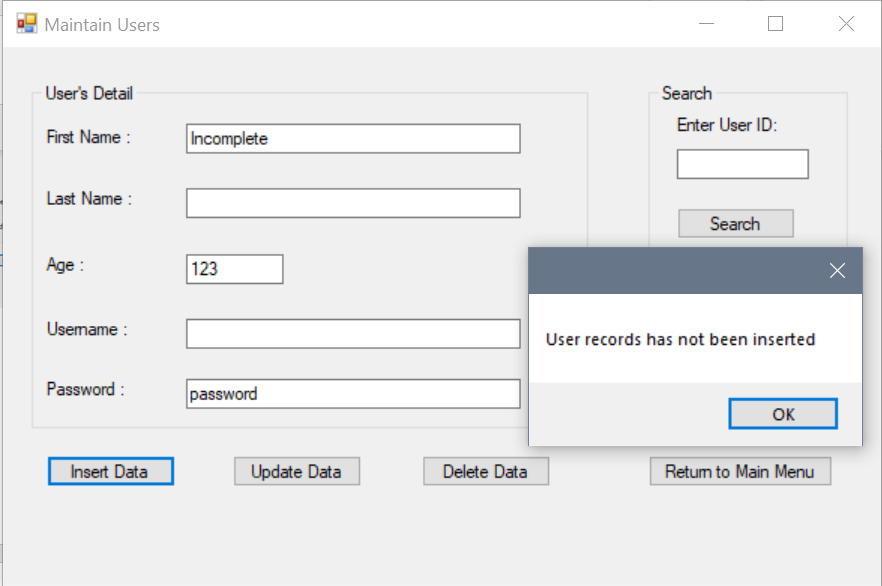 Maintain Users
User's Detail
First Name :
Incomplete
Last Name :
Age :
123
Username :
Password :
password
Search
Enter User ID:
Search
User records has not been inserted
OK
Insert Data
Update Data
Delete Data
Return to Main Menu